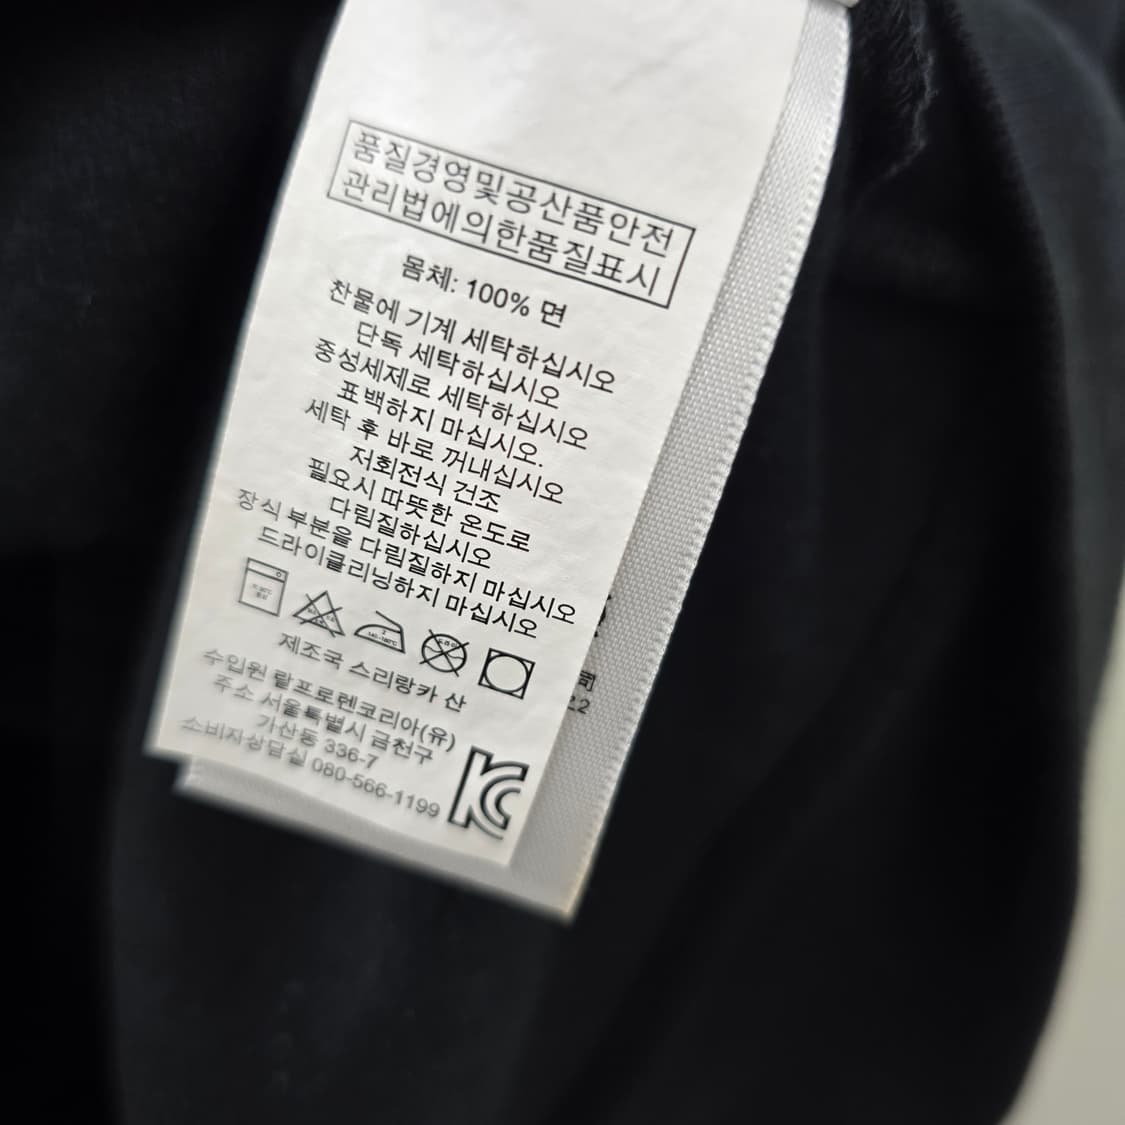 품질경영및공산품안전
관리법에의한품질표시
몸체: 100% 면
찬물에 기계 세탁하십시오
단독 세탁하십시오
중성세제로 세탁하십시오
표백하지 마십시오.
세탁 후 바로 꺼내십시오
저회전식 건조
필요시 따뜻한 온도로
다림질하십시오
장식 부분을 다림질하지 마십시오
드라이클리닝하지 마십시오
제조국 스리랑카 산
수입원 랄프로렌코리아(유)
주소 서울특별시 금천구
가산동 336-7
소비자상담실 080-566-1199
KC